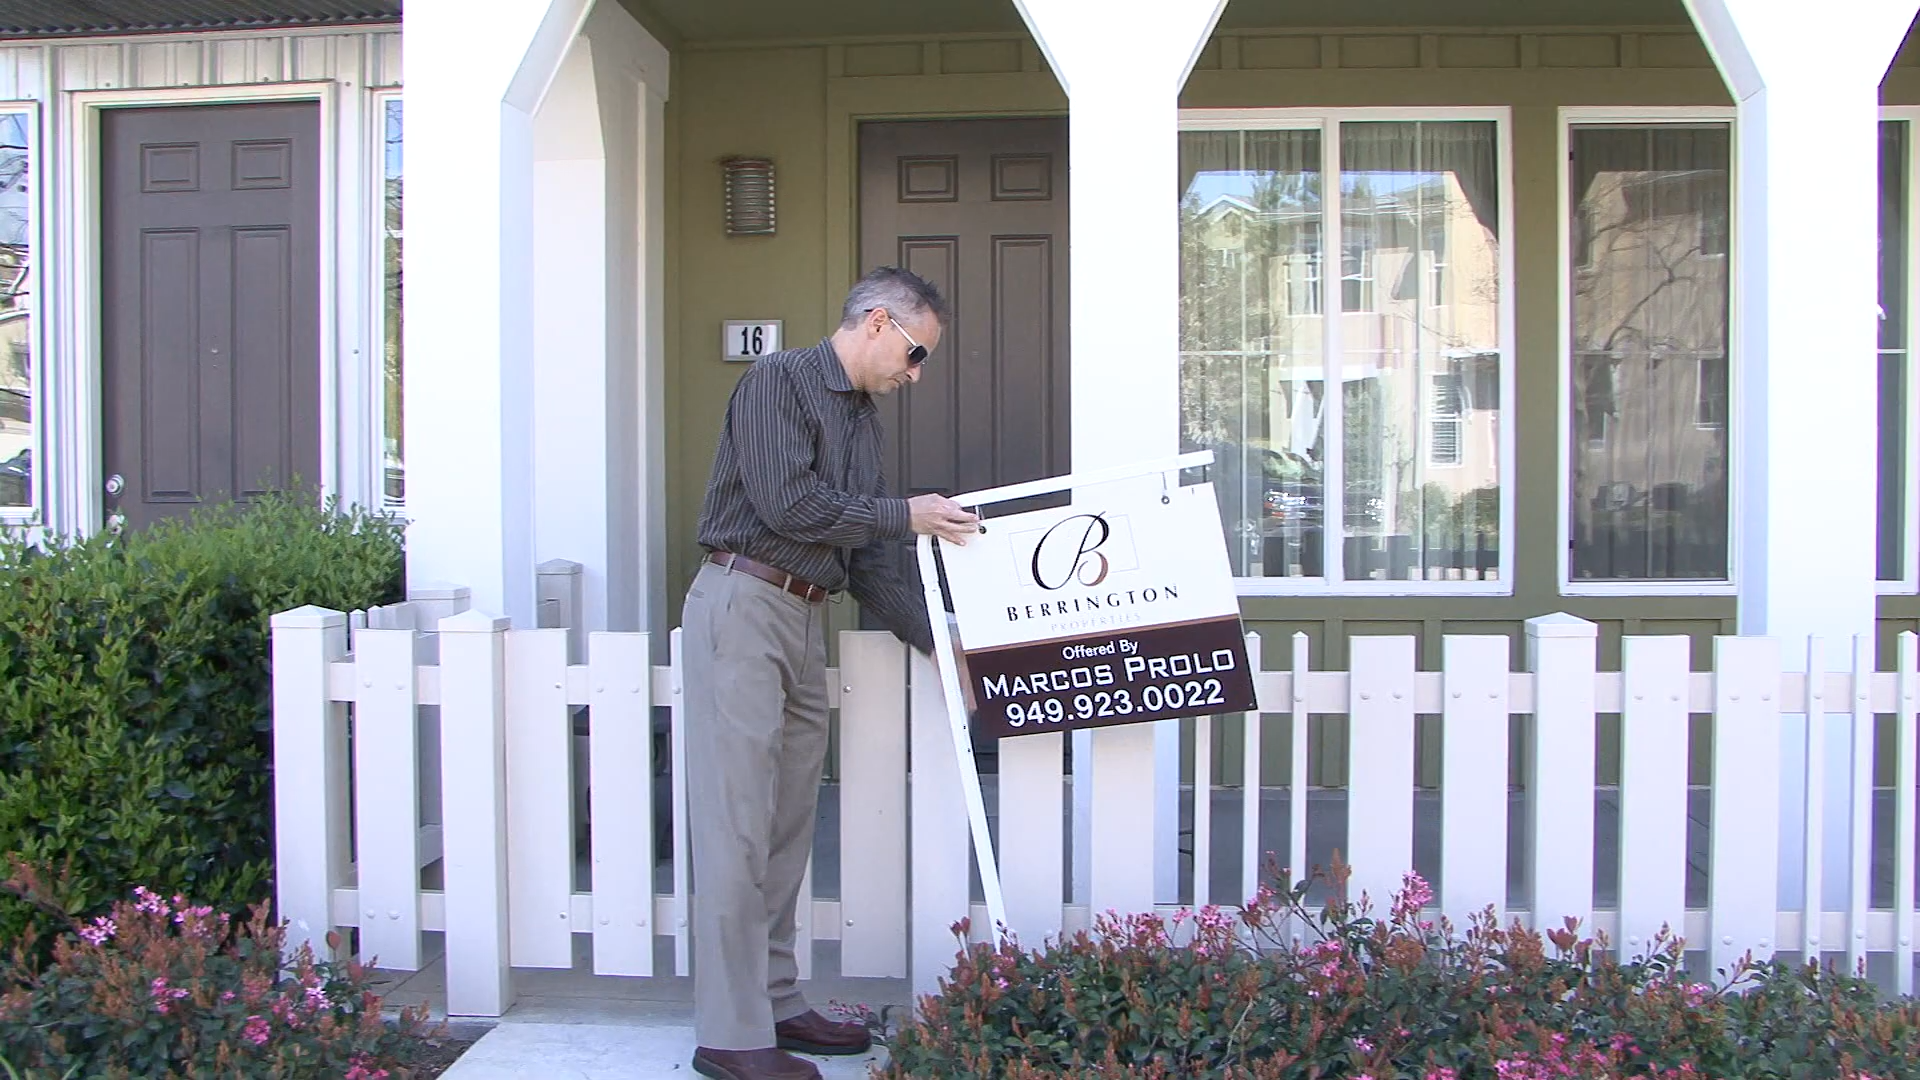 16
B
BERRINGTON
PROPERTIES
Offered By
MARCOS PROLO
949.923.0022